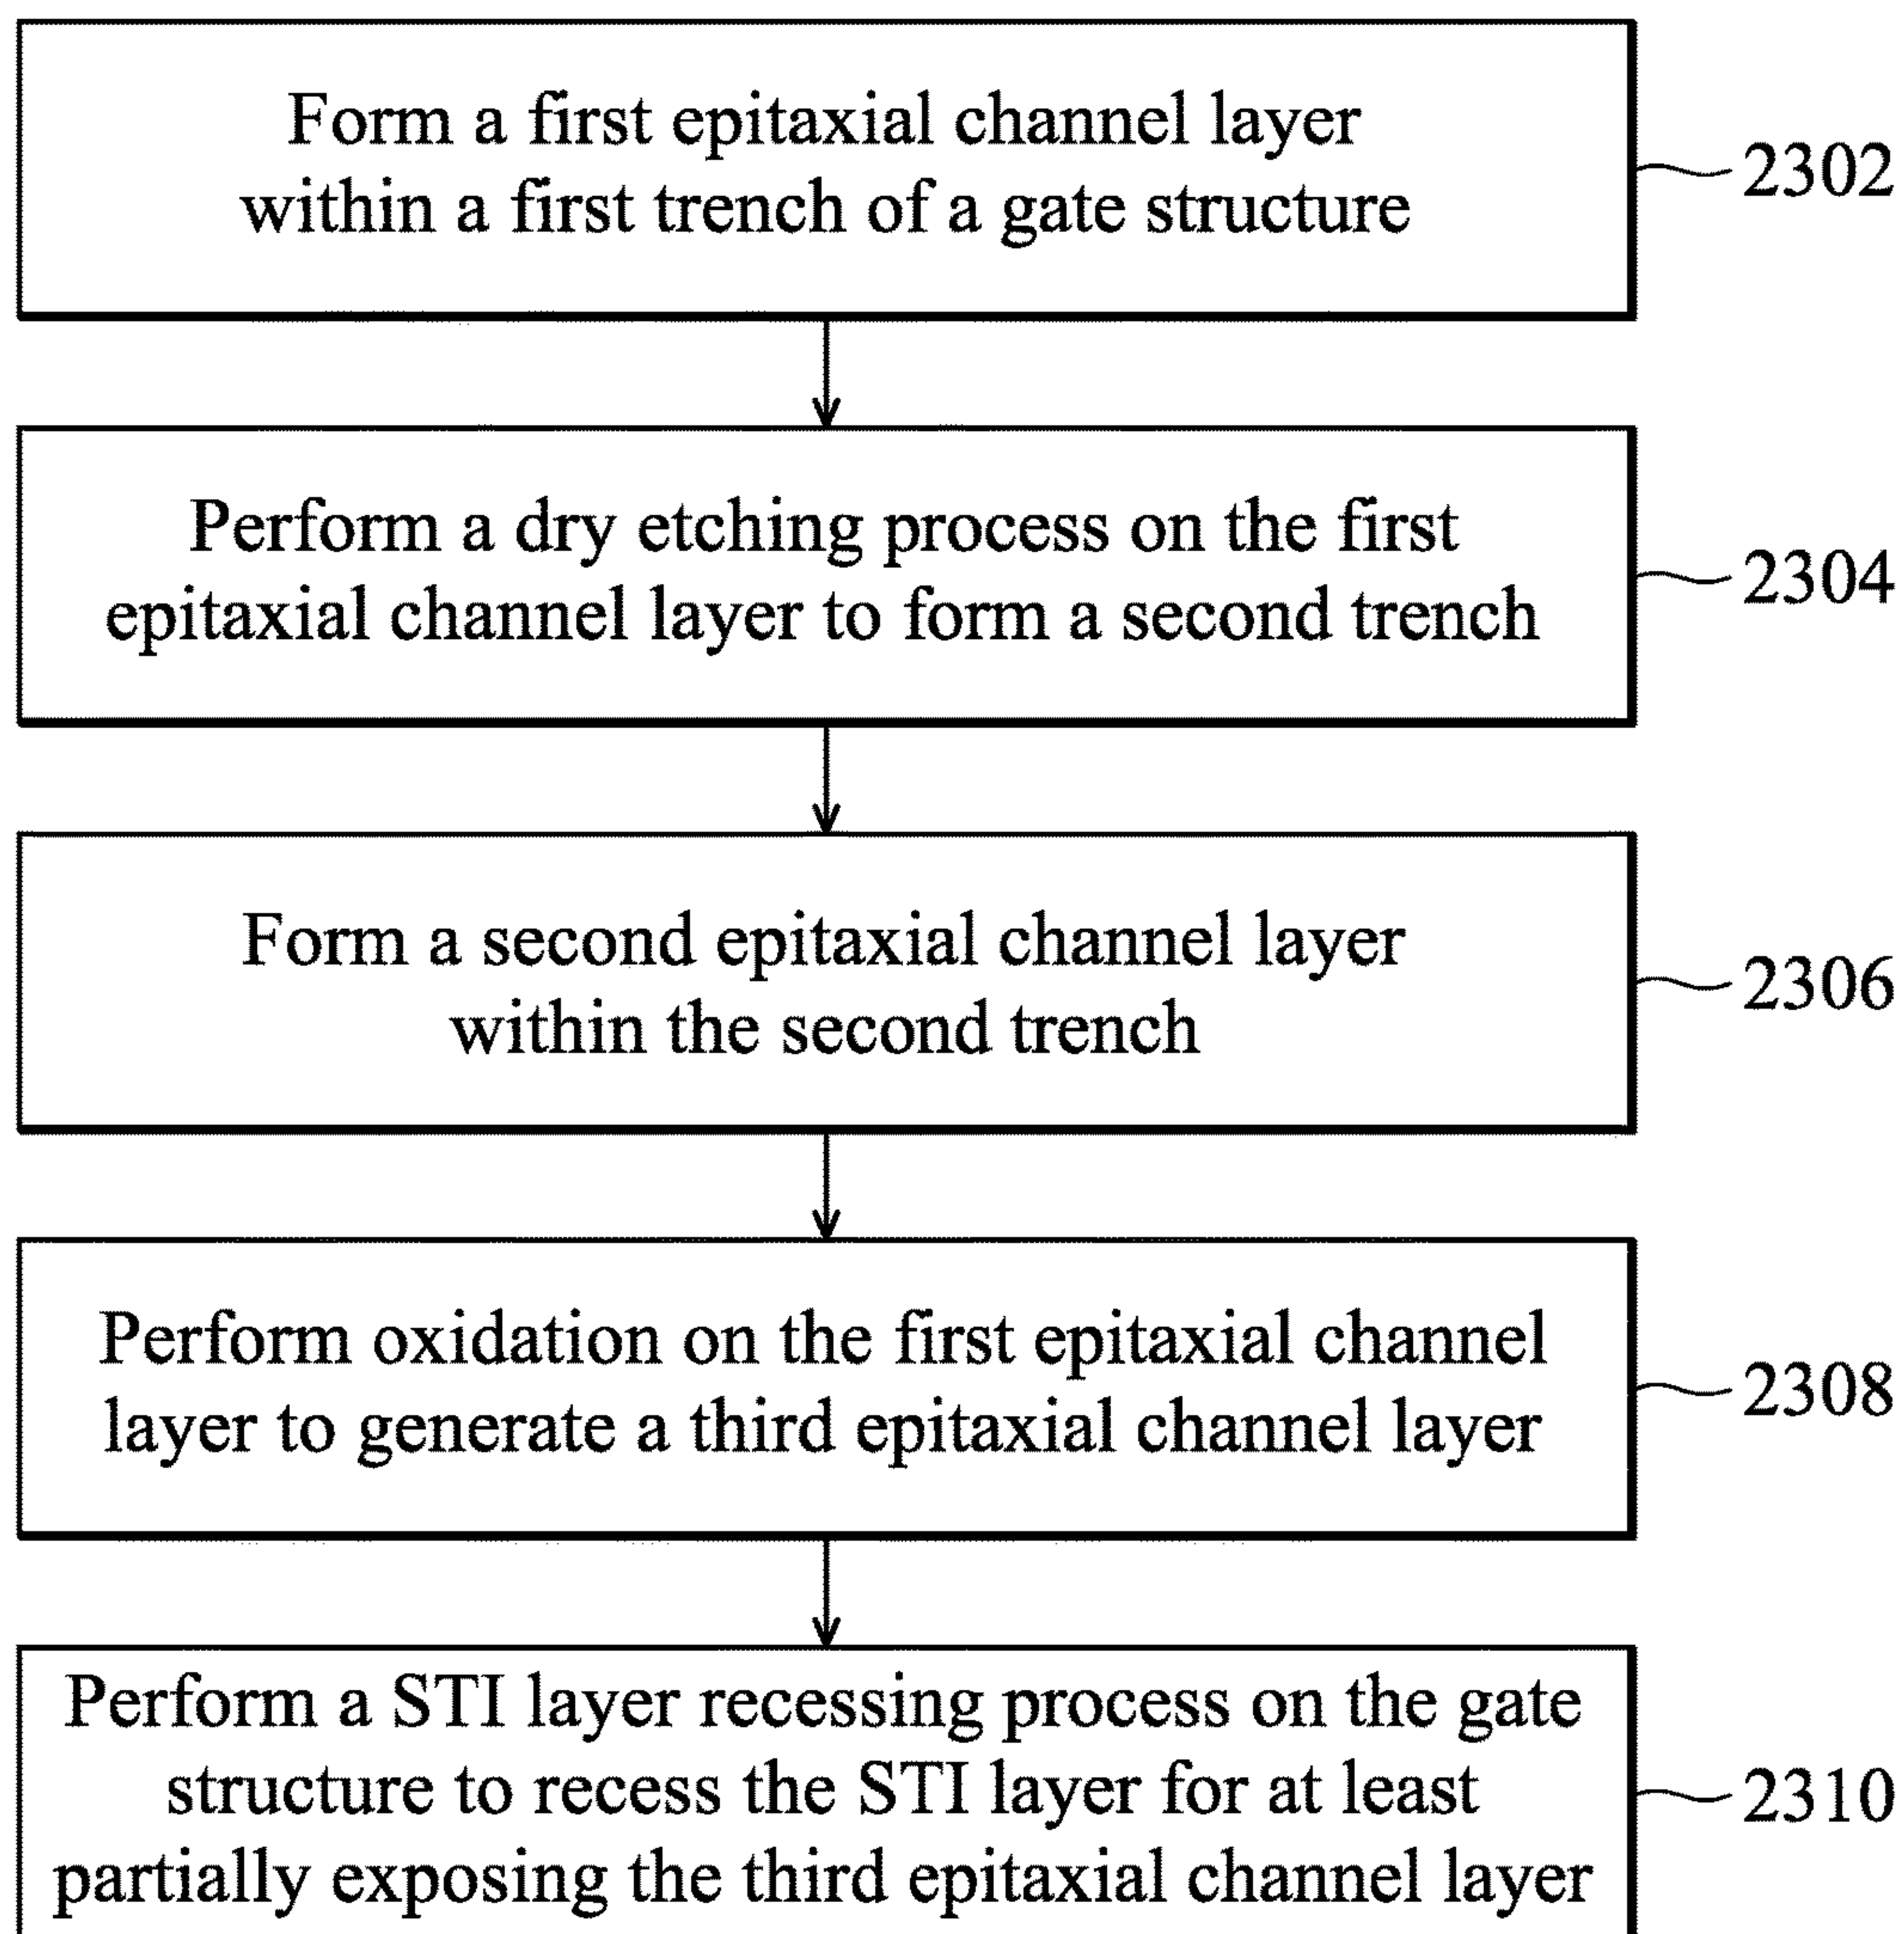 Form a first epitaxial channel layer
within a first trench of a gate structure
2302
Perform a dry etching process on the first
epitaxial channel layer to form a second trench
2304
Form a second epitaxial channel layer
within the second trench
2306
Perform oxidation on the first epitaxial channel
layer to generate a third epitaxial channel layer
2308
Perform a STI layer recessing process on the gate
structure to recess the STI layer for at least
partially exposing the third epitaxial channel layer
2310